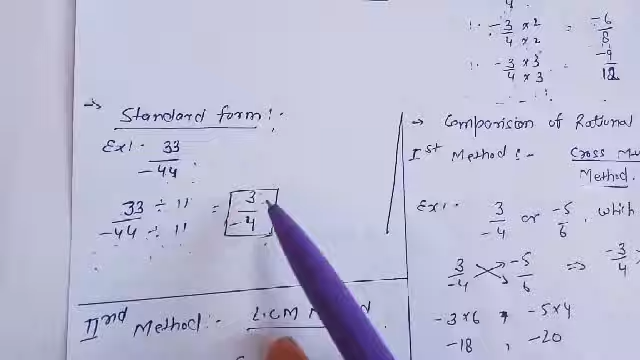 → Standard form :-
Ex1:- 33/-44
33 ÷ 11 / -44 ÷ 11 = 3/-4
IInd Method :- L.C.M
4
-3 × 2 / 4 × 2 = -6/8
-3 × 3 / 4 × 3 = -9/12
→ Comparision of Rational
Ist Method :- Cross
Method.
Ex1: 3/-4 or -5/6, which
3/-4 -5/6 ⇒ -3/4
-3×6 , -5×4
-18 , -20